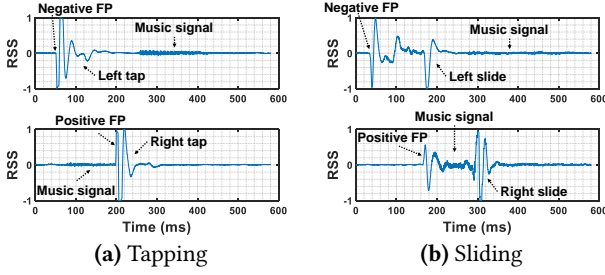 Negative FP
Music signal
Left tap
RSS
1
0
-1
0 100 200 300 400 500 600
Positive FP
Right tap
Music signal
RSS
1
0
-1
0 100 200 300 400 500 600
Time (ms)
(a) Tapping
Negative FP
Music signal
Left slide
RSS
1
0
-1
0 100 200 300 400 500 600
Music signal
Positive FP
Right slide
RSS
1
0
-1
0 100 200 300 400 500 600
Time (ms)
(b) Sliding